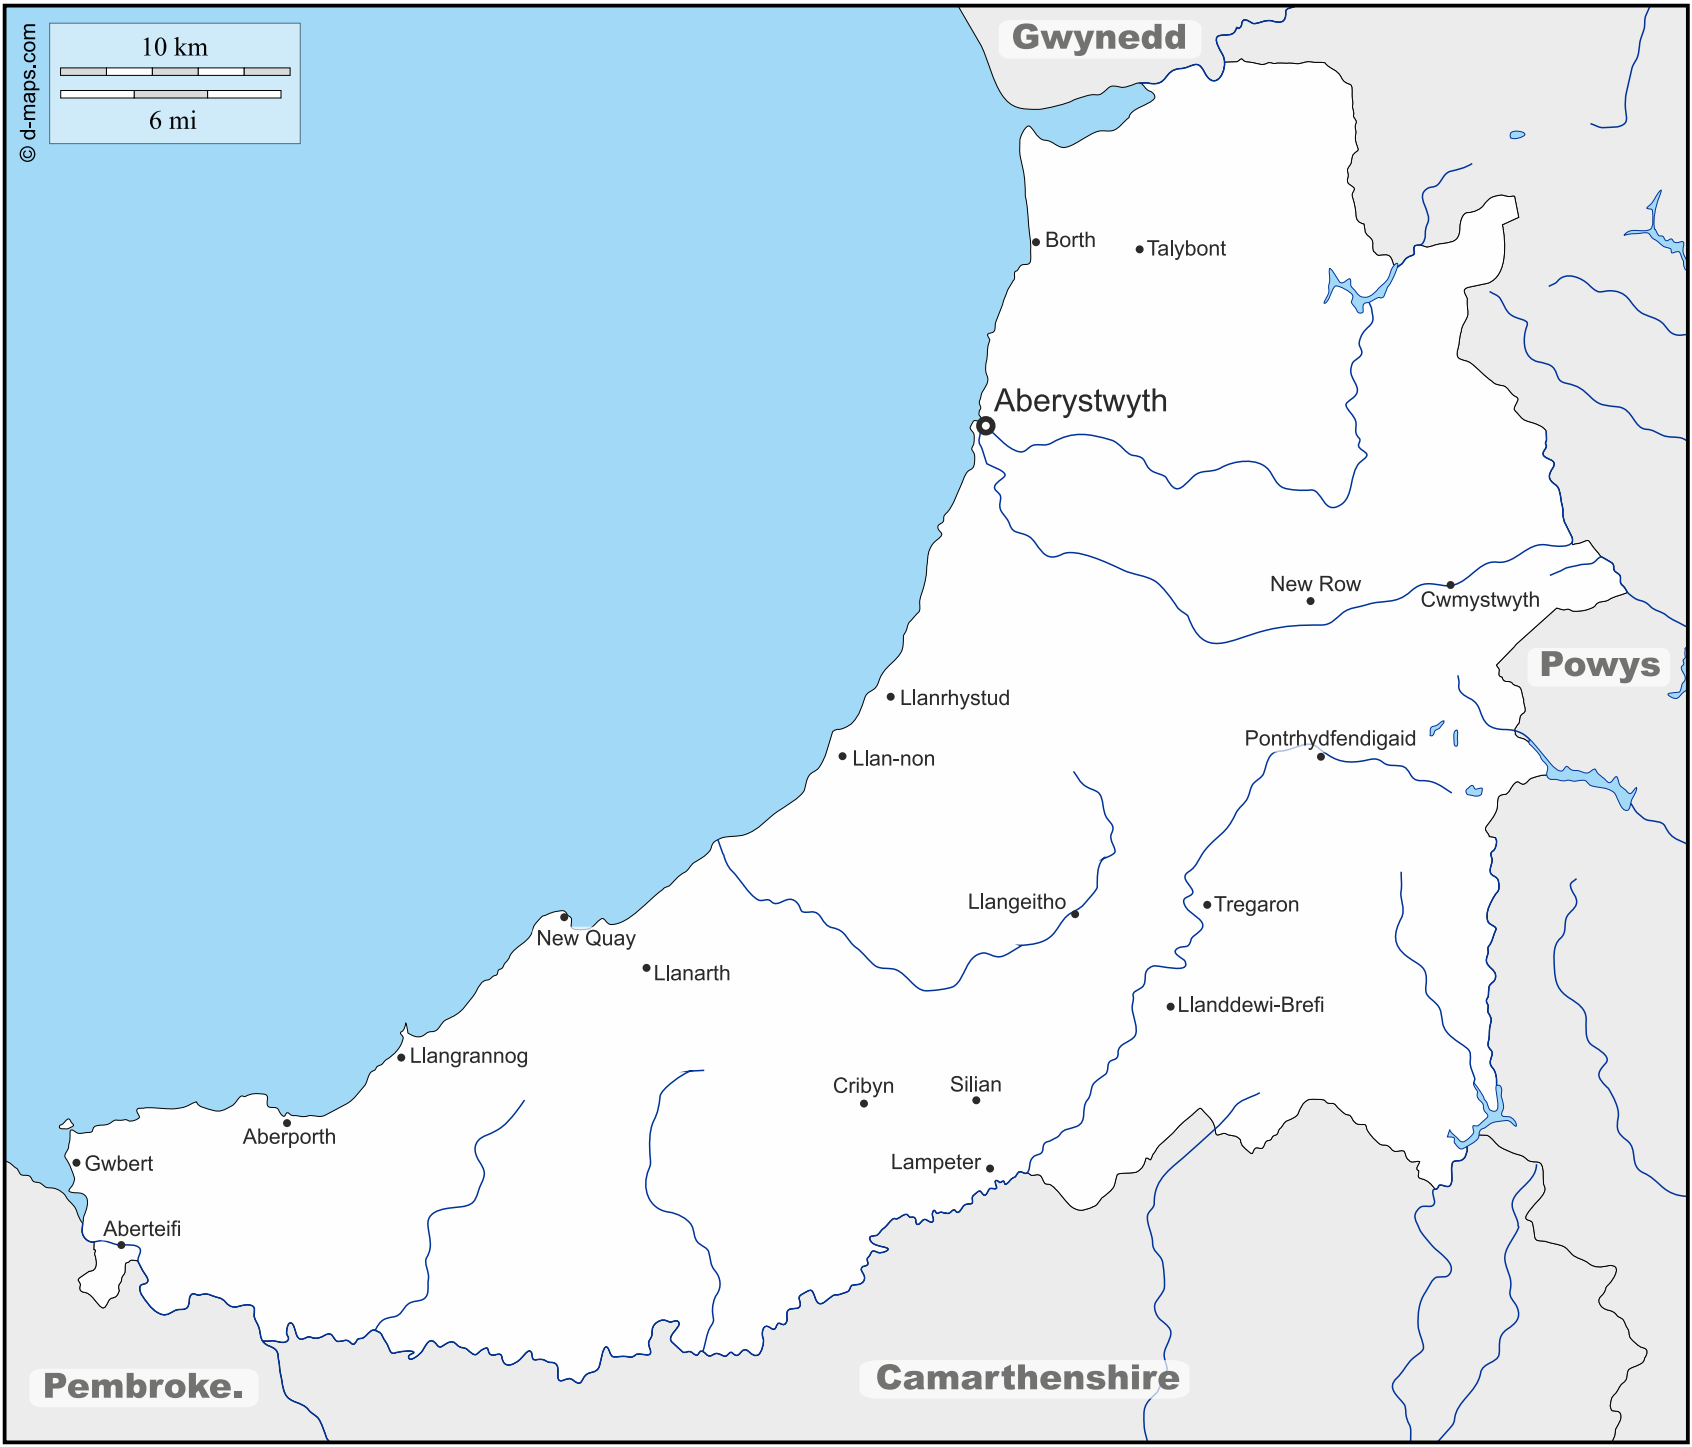 © d-maps.com
10 km
6 mi
Gwynedd
Borth
Talybont
Aberystwyth
New Row
Cwmystwyth
Powys
Llanrhystud
Pontrhydfendigaid
Llan-non
Llangeitho
Tregaron
New Quay
Llanarth
Llanddewi-Brefi
Llangrannog
Cribyn
Silian
Aberporth
Gwbert
Lampeter
Aberteifi
Pembroke.
Camarthenshire